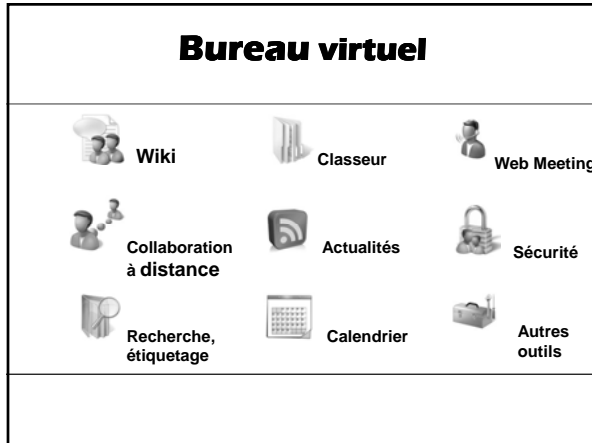 Bureau virtuel
Wiki
Classeur
Web Meeting
Collaboration
à distance
Actualités
Sécurité
Recherche,
étiquetage
Calendrier
Autres
outils